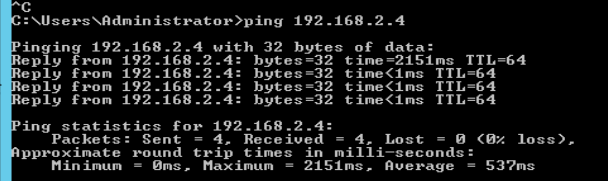 ^C
C:\Users\Administrator>ping 192.168.2.4
Pinging 192.168.2.4 with 32 bytes of data:
Reply from 192.168.2.4: bytes=32 time=2151ms TTL=64
Reply from 192.168.2.4: bytes=32 time<1ms TTL=64
Reply from 192.168.2.4: bytes=32 time<1ms TTL=64
Reply from 192.168.2.4: bytes=32 time<1ms TTL=64
Ping statistics for 192.168.2.4:
Packets: Sent = 4, Received = 4, Lost = 0 (0% loss),
Approximate round trip times in milli-seconds:
Minimum = 0ms, Maximum = 2151ms, Average = 537ms